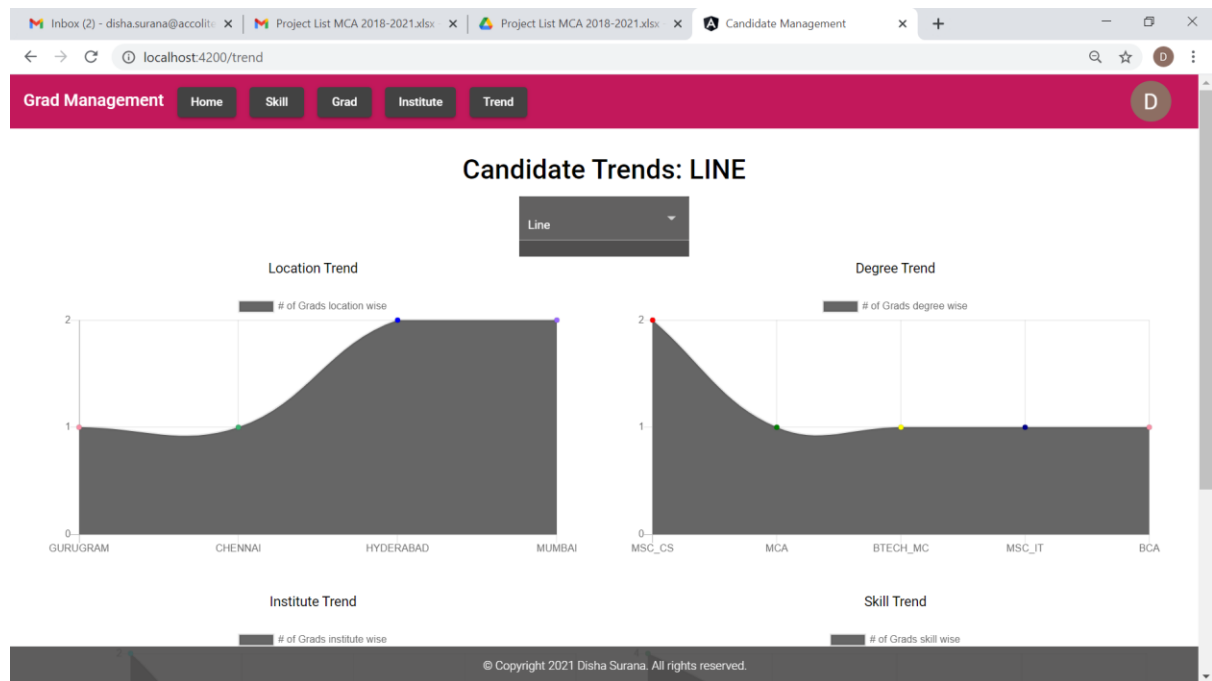 Inbox (2) - disha.surana@accolite
Project List MCA 2018-2021.xlsx
Project List MCA 2018-2021.xlsx
Candidate Management
localhost:4200/trend
D
Grad Management Home Skill Grad Institute Trend D
Candidate Trends: LINE
Line
Location Trend
# of Grads location wise
2
1
0
GURUGRAM CHENNAI HYDERABAD MUMBAI
Degree Trend
# of Grads degree wise
2
1
0
MSC_CS MCA BTECH_MC MSC_IT BCA
Institute Trend
# of Grads institute wise
Skill Trend
# of Grads skill wise
© Copyright 2021 Disha Surana. All rights reserved.